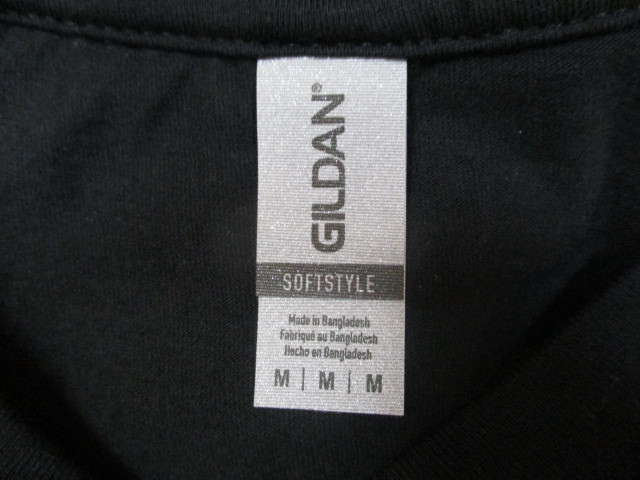 GILDAN®
SOFTSTYLE
Made in Bangladesh
Fabriqué au Bangladesh
Hecho en Bangladesh
M | M | M